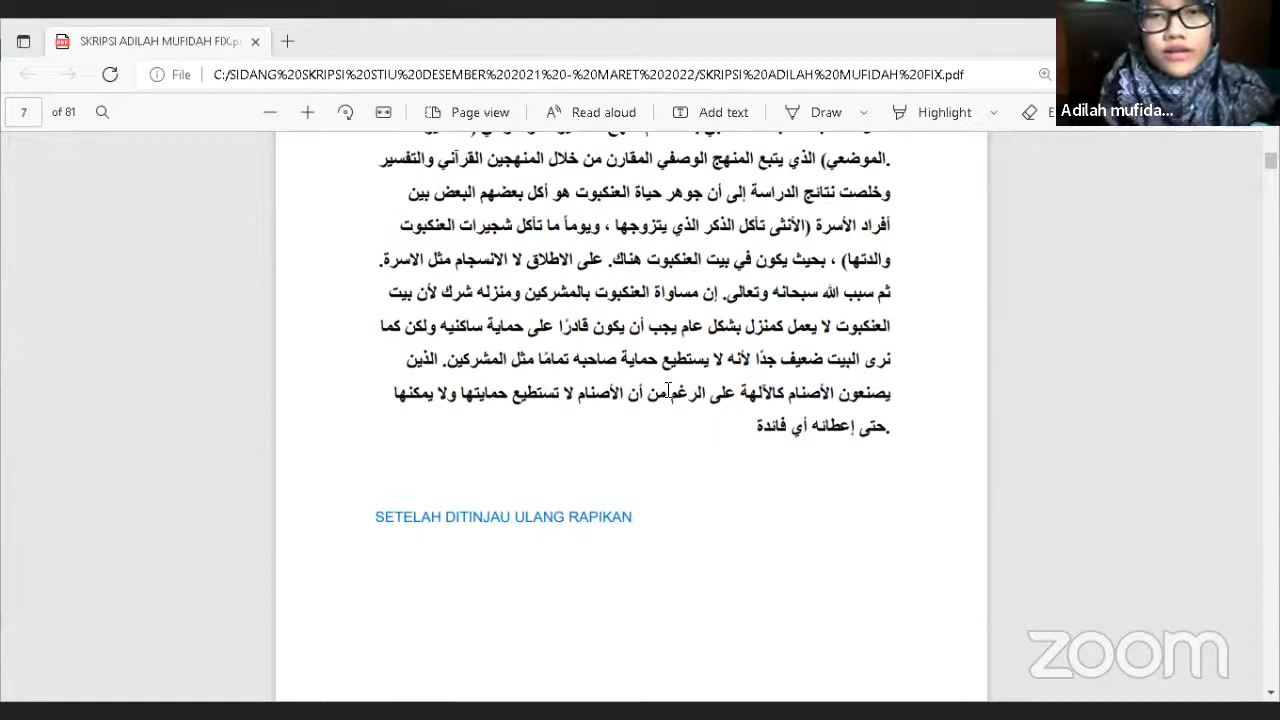 SKRIPSI ADILAH MUFIDAH FIX.p
File C:/SIDANG%20SKRIPSI%20STIU%20DESEMBER%202021%20-%20MARET%202022/SKRIPSI%20ADILAH%20MUFIDAH%20FIX.pdf
7 of 81 Page view Read aloud Add text Draw Highlight E
Adilah mufida...
.الموضعي) الذي يتبع المنهج الوصفي المقارن من خلال المنهجين القرآني والتفسير
وخلصت نتائج الدراسة إلى أن جوهر حياة العنكبوت هو أكل بعضهم البعض بين
أفراد الأسرة (الأنثى تأكل الذكر الذي يتزوجها ، ويوماً ما تأكل شجيرات العنكبوت
والدتها) ، بحيث يكون في بيت العنكبوت هناك. على الاطلاق لا الانسجام مثل الاسرة.
ثم سبب الله سبحانه وتعالى. إن مساواة العنكبوت بالمشركين ومنزله شرك لأن بيت
العنكبوت لا يعمل كمنزل بشكل عام يجب أن يكون قادرًا على حماية ساكنيه ولكن كما
نرى البيت ضعيف جدًا لأنه لا يستطيع حماية صاحبه تمامًا مثل المشركين. الذين
يصنعون الأصنام كالآلهة على الرغم من أن الأصنام لا تستطيع حمايتها ولا يمكنها
.حتى إعطائه أي فائدة
SETELAH DITINJAU ULANG RAPIKAN
zoom